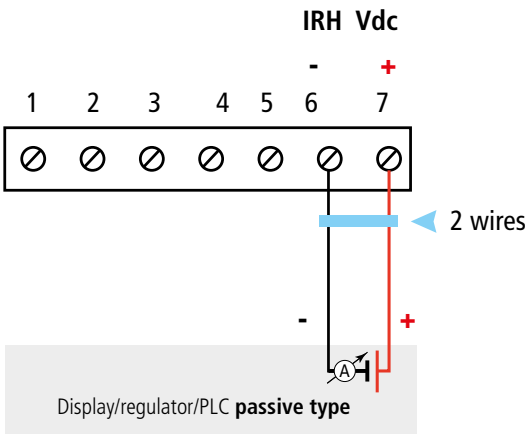 IRH Vdc
- +
1 2 3 4 5 6 7
2 wires
- +
A
Display/regulator/PLC passive type